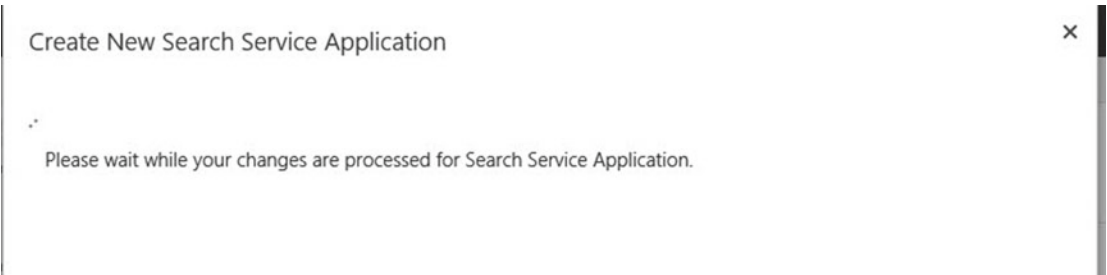 Create New Search Service Application
Please wait while your changes are processed for Search Service Application.